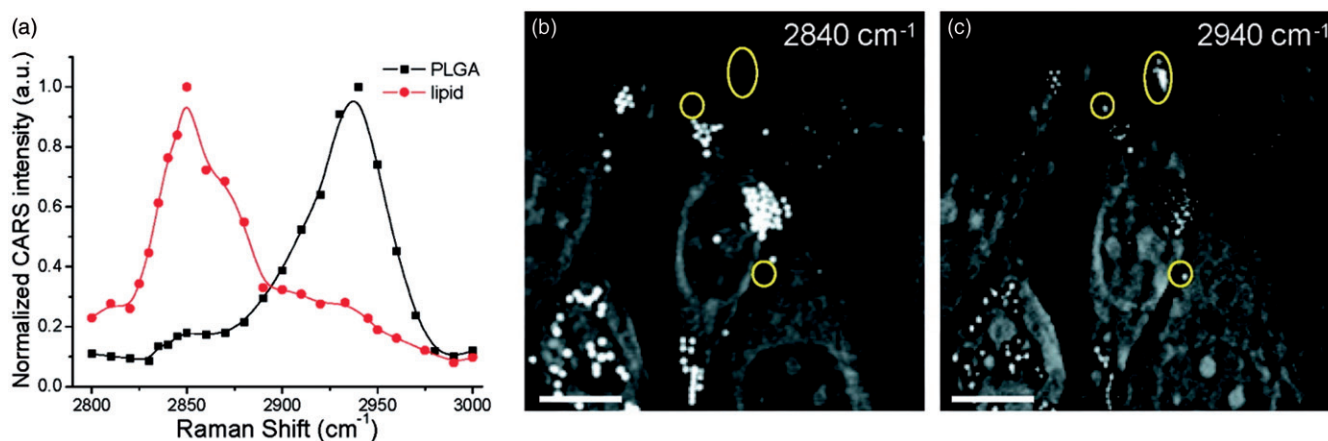 (a)
Normalized CARS intensity (a.u.)
1.0
0.8
0.6
0.4
0.2
0.0
2800
2850
2900
2950
3000
Raman Shift (cm⁻¹)
PLGA
lipid
(b)
2840 cm⁻¹
(c)
2940 cm⁻¹